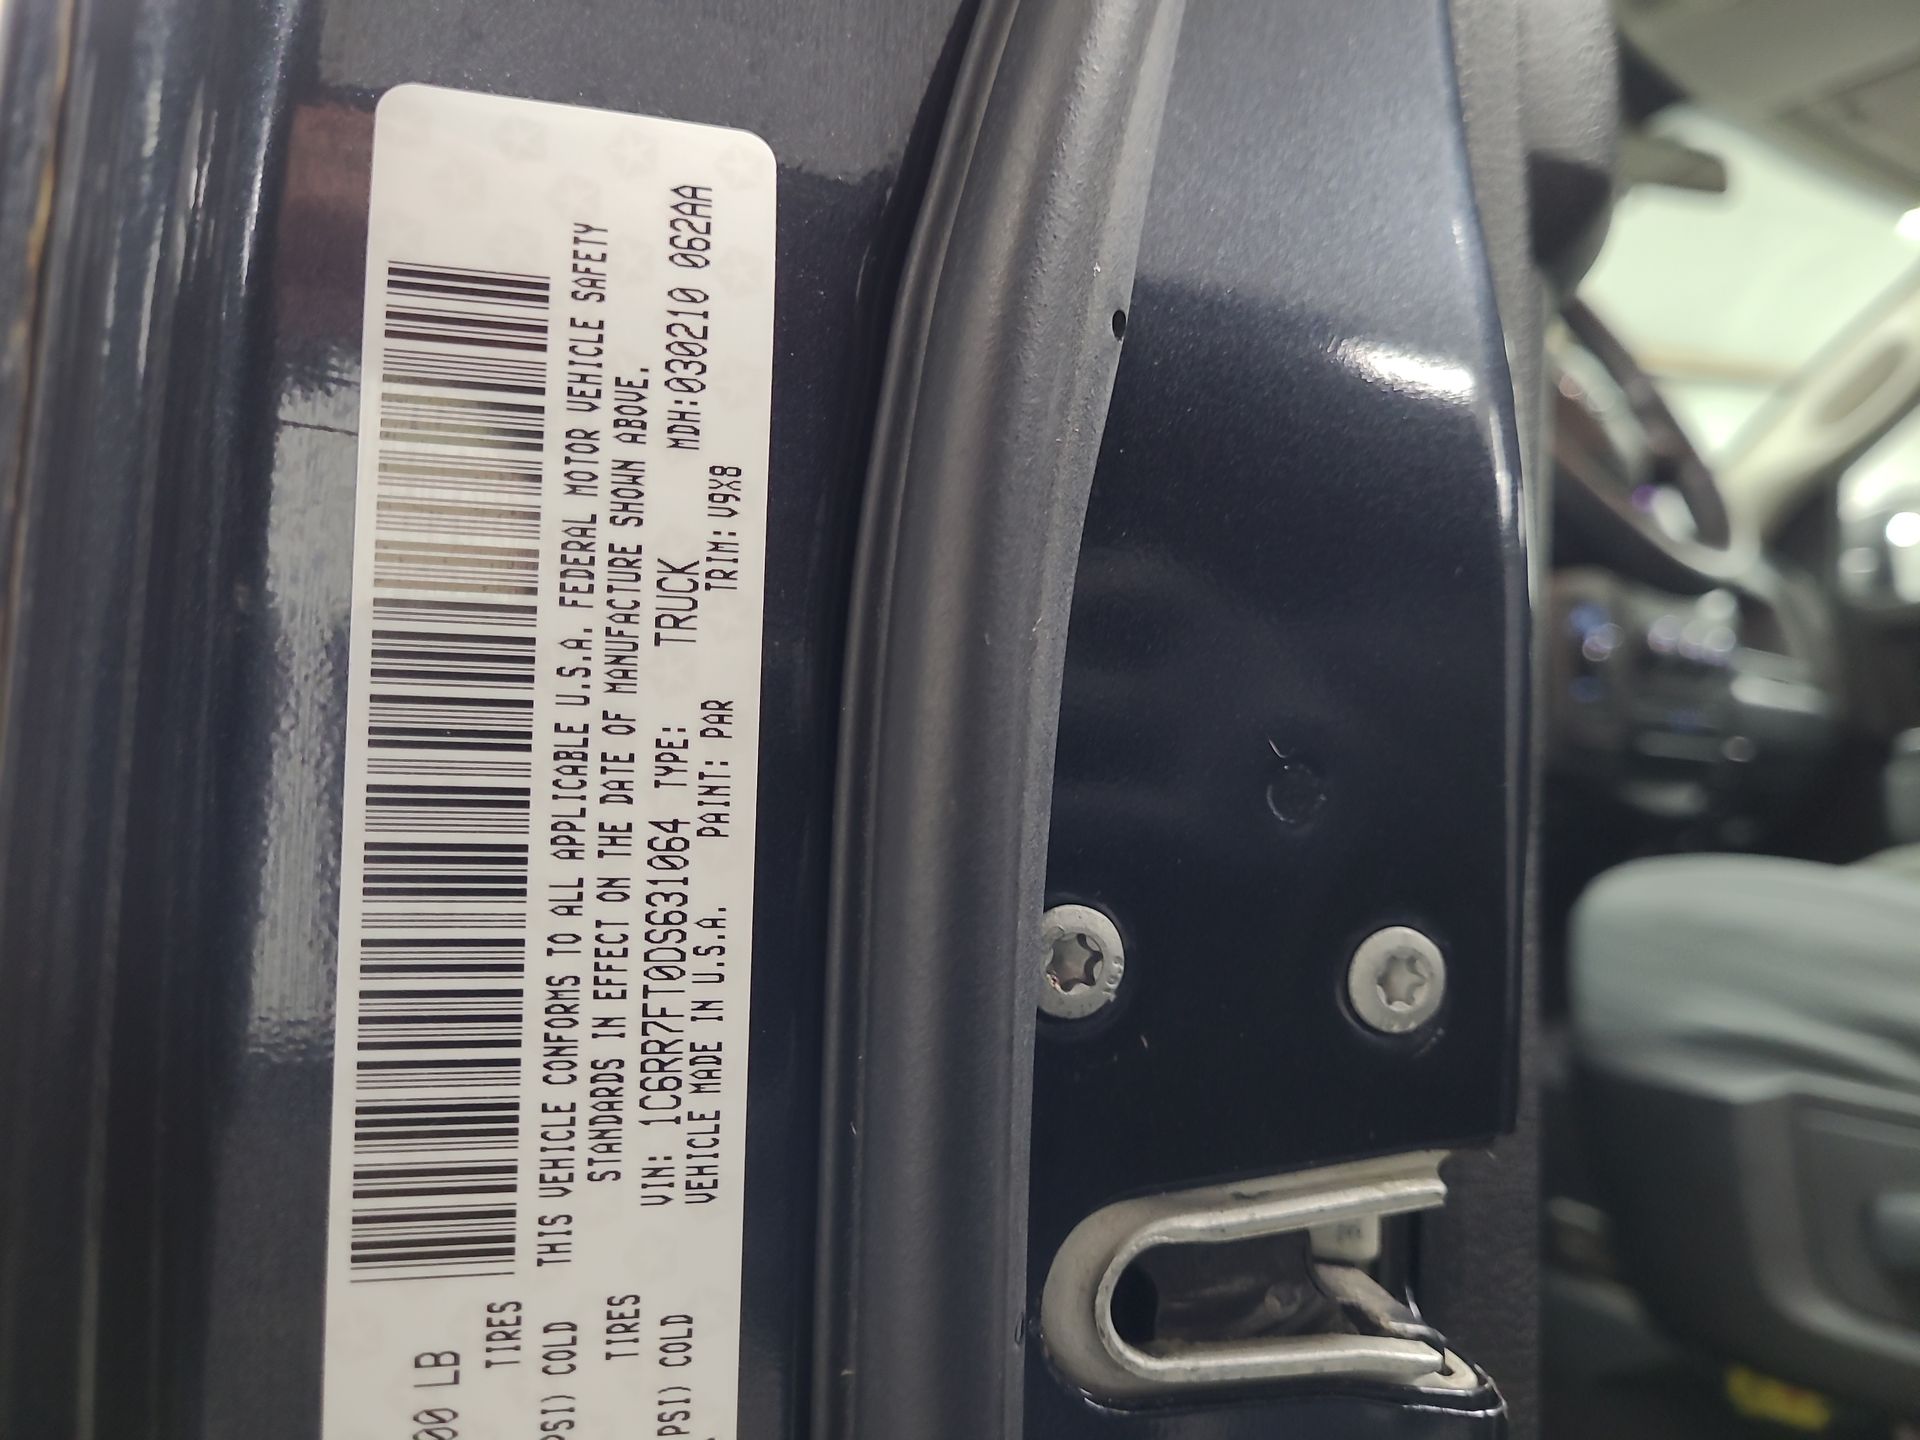 00 LB
TIRES
PSI) COLD
TIRES
PSI) COLD
THIS VEHICLE CONFORMS TO ALL APPLICABLE U.S.A. FEDERAL MOTOR VEHICLE SAFETY
STANDARDS IN EFFECT ON THE DATE OF MANUFACTURE SHOWN ABOVE.
VIN: 1C6RR7FT0DS631064 TYPE: TRUCK MDH:030210 062AA
VEHICLE MADE IN U.S.A. PAINT: PAR TRIM: V9X8